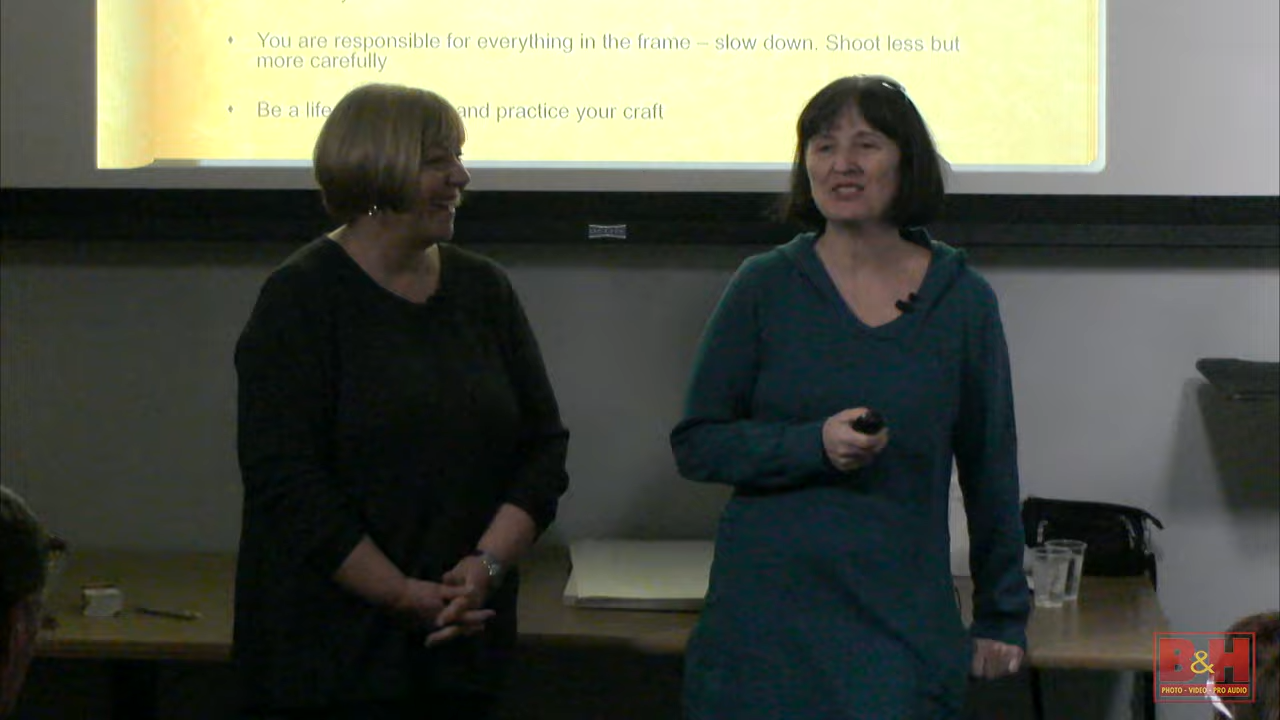 You are responsible for everything in the frame – slow down. Shoot less but
more carefully
Be a life and practice your craft
B&H
PHOTO - VIDEO - PRO AUDIO